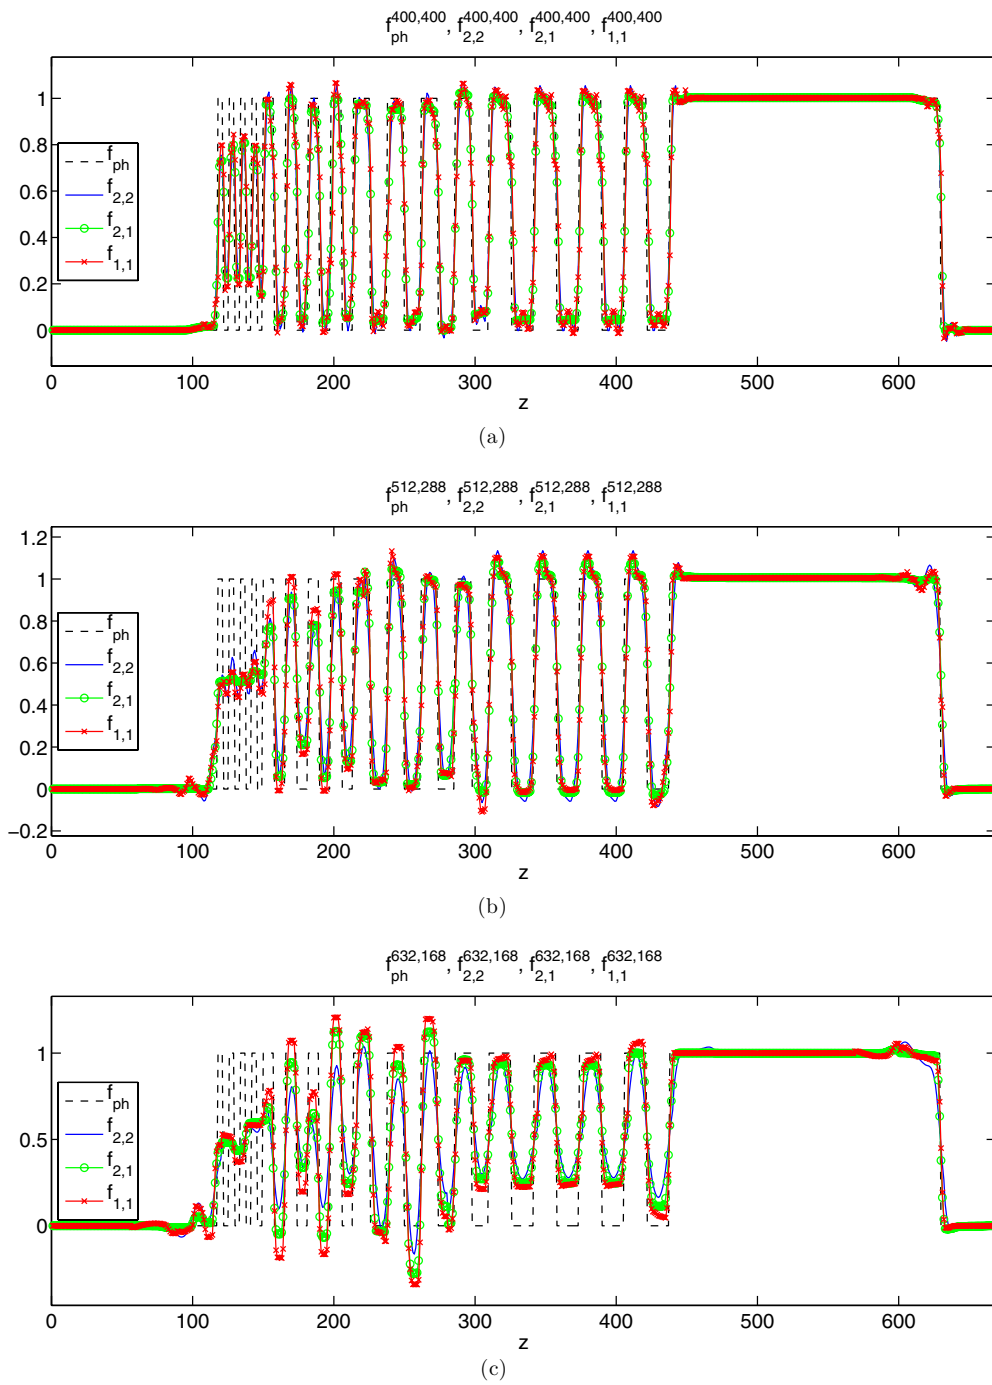 f_ph^400,400, f_2,2^400,400, f_2,1^400,400, f_1,1^400,400
1
0.8
0.6
0.4
0.2
0
f_ph
f_2,2
f_2,1
f_1,1
0 100 200 300 400 500 600
z
(a)
f_ph^512,288, f_2,2^512,288, f_2,1^512,288, f_1,1^512,288
1.2
1
0.8
0.6
0.4
0.2
0
−0.2
f_ph
f_2,2
f_2,1
f_1,1
0 100 200 300 400 500 600
z
(b)
f_ph^632,168, f_2,2^632,168, f_2,1^632,168, f_1,1^632,168
1
0.5
0
f_ph
f_2,2
f_2,1
f_1,1
0 100 200 300 400 500 600
z
(c)